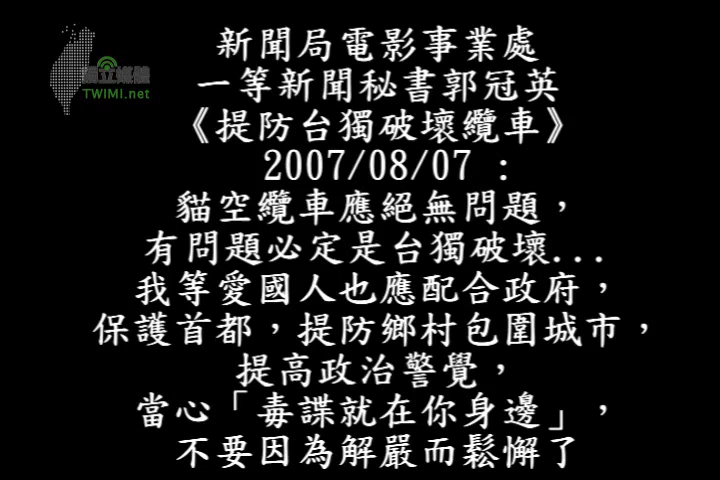 新聞局電影事業處
一等新聞秘書郭冠英
《提防台獨破壞纜車》
2007/08/07 :
貓空纜車應絕無問題，
有問題必定是台獨破壞...
我等愛國人也應配合政府，
保護首都，提防鄉村包圍城市，
提高政治警覺，
當心「毒諜就在你身邊」，
不要因為解嚴而鬆懈了
TWIMI.net